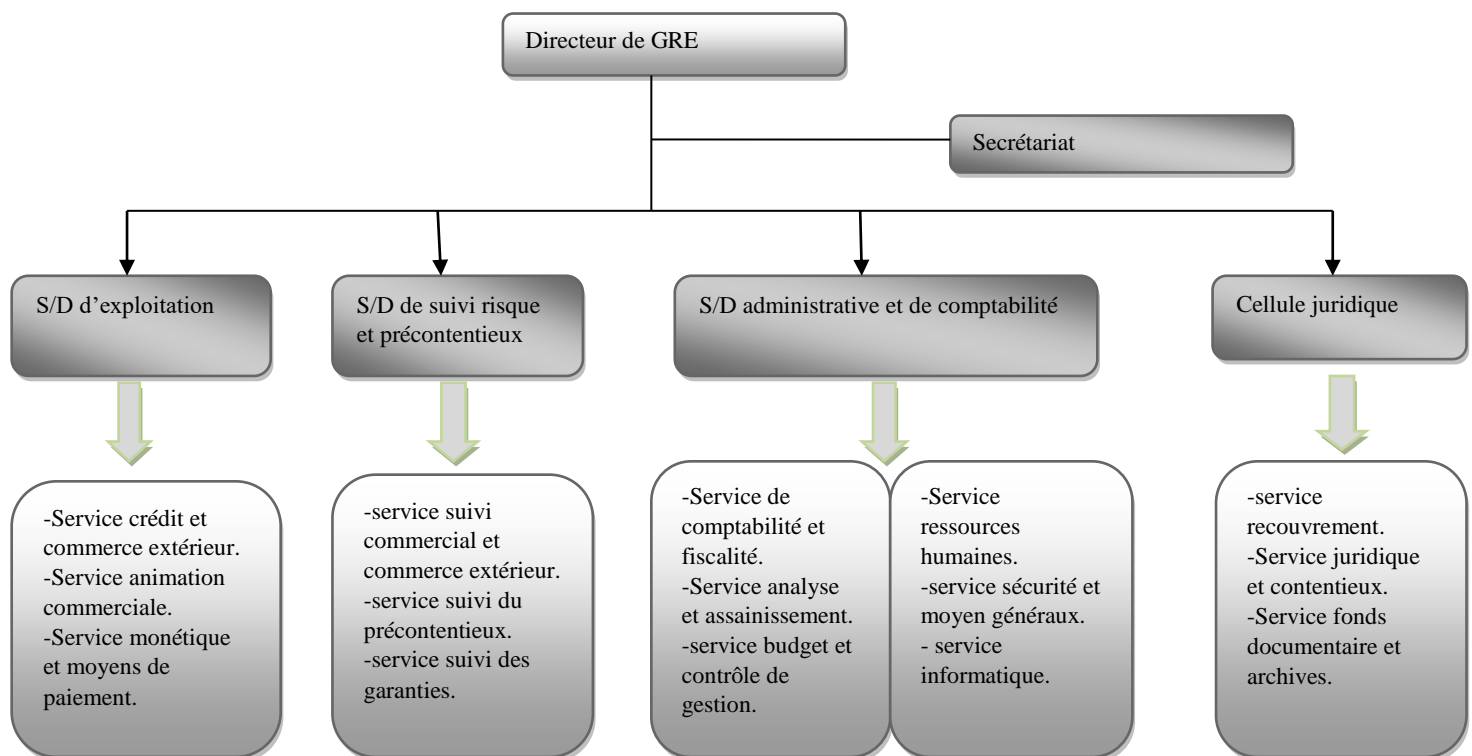 Directeur de GRE
Secrétariat
S/D d’exploitation
S/D de suivi risque
et précontentieux
S/D administrative et de comptabilité
Cellule juridique
-Service crédit et
commerce extérieur.
-Service animation
commerciale.
-Service monétique
et moyens de
paiement.
-service suivi
commercial et
commerce extérieur.
-service suivi du
précontentieux.
-service suivi des
garanties.
-Service de
comptabilité et
fiscalité.
-Service analyse
et assainissement.
-service budget et
contrôle de
gestion.
-Service
ressources
humaines.
-service sécurité et
moyen généraux.
- service
informatique.
-service
recouvrement.
-Service juridique
et contentieux.
-Service fonds
documentaire et
archives.